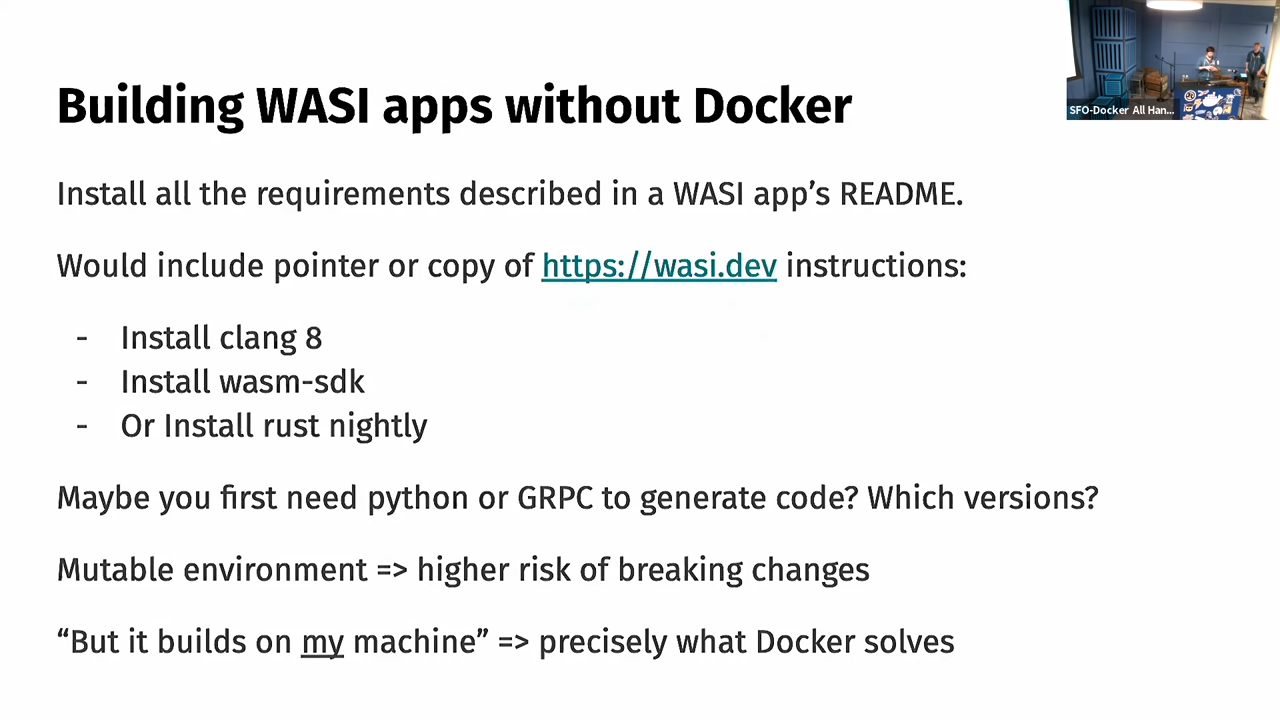 Building WASI apps without Docker
SFO-Docker All Han...
Install all the requirements described in a WASI app’s README.
Would include pointer or copy of https://wasi.dev instructions:
- Install clang 8
- Install wasm-sdk
- Or Install rust nightly
Maybe you first need python or GRPC to generate code? Which versions?
Mutable environment => higher risk of breaking changes
“But it builds on my machine” => precisely what Docker solves